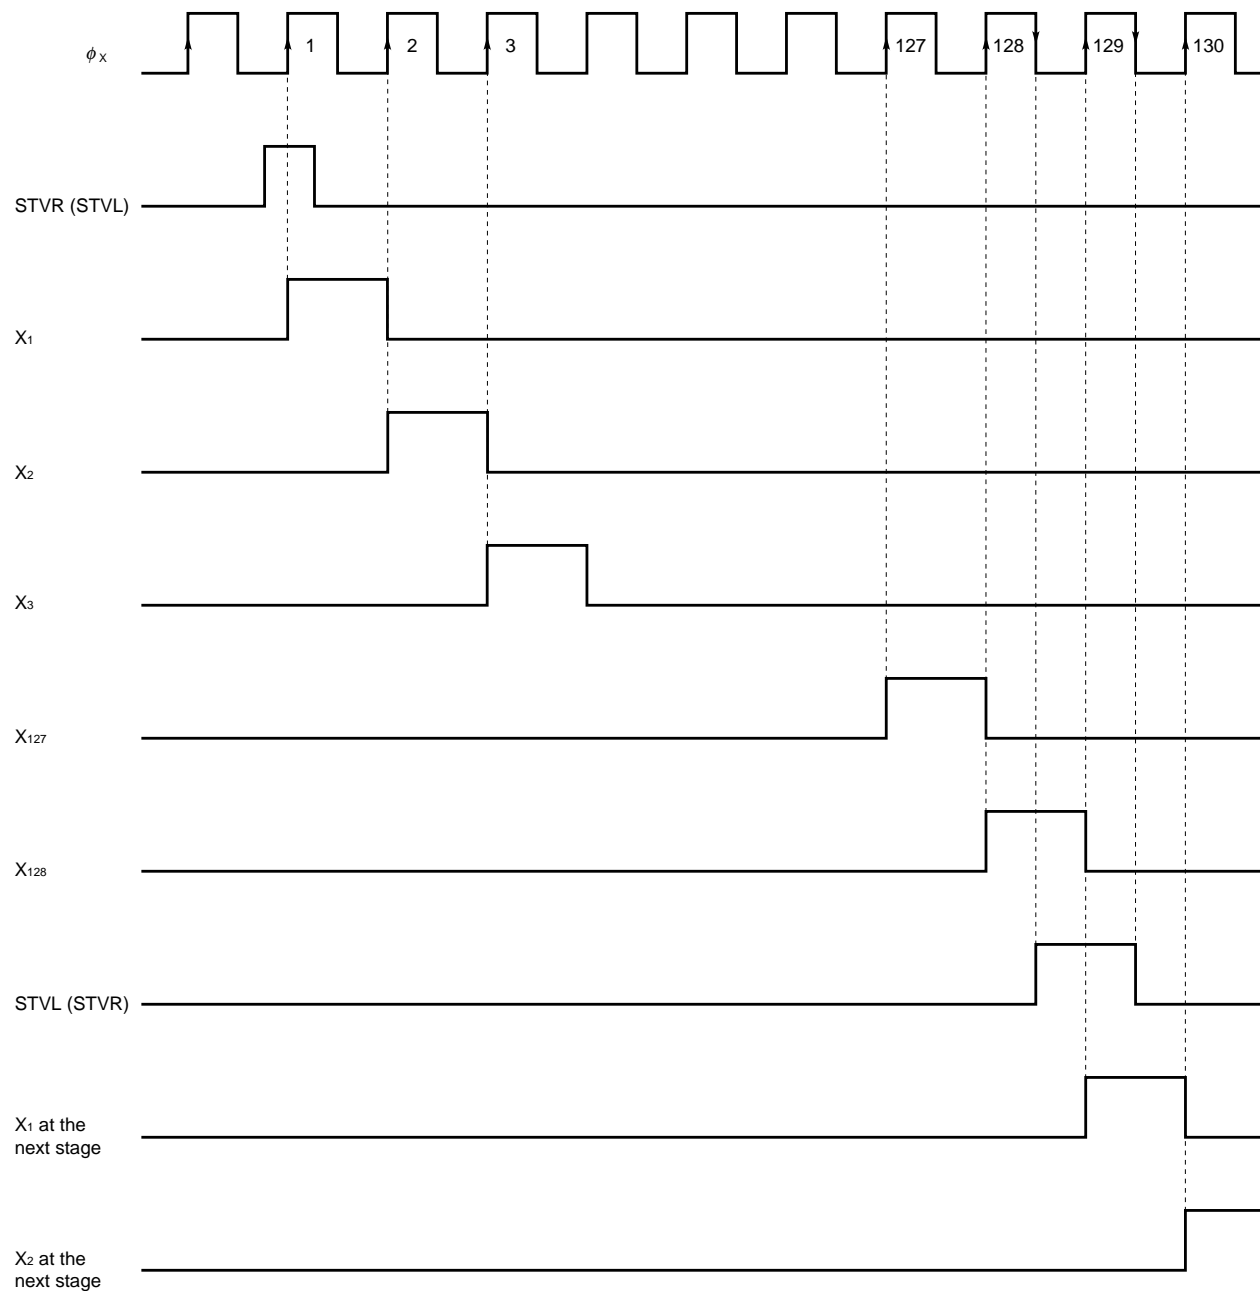 ϕX 1 2 3 127 128 129 130
STVR (STVL)
X1
X2
X3
X127
X128
STVL (STVR)
X1 at the
next stage
X2 at the
next stage